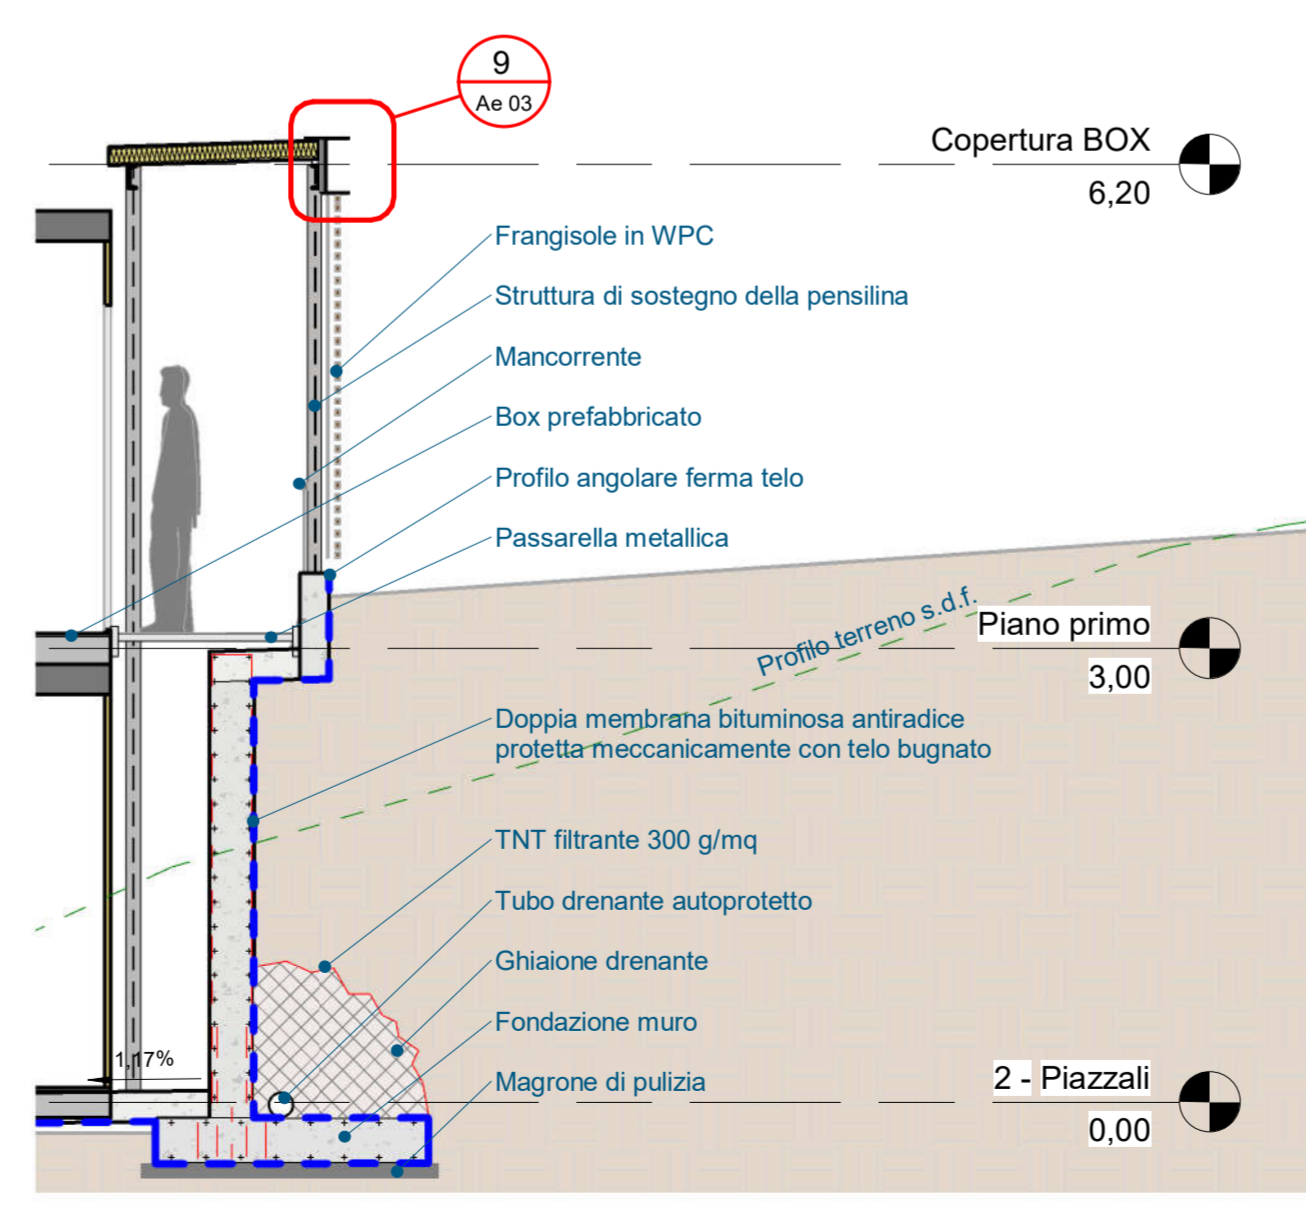 9
Ae 03
Copertura BOX
6,20
Frangisole in WPC
Struttura di sostegno della pensilina
Mancorrente
Box prefabbricato
Profilo angolare ferma telo
Passarella metallica
Profilo terreno s.d.f.
Piano primo
3,00
Doppia membrana bituminosa antiradice
protetta meccanicamente con telo bugnato
TNT filtrante 300 g/mq
Tubo drenante autoprotetto
Ghiaione drenante
Fondazione muro
1,17%
Magrone di pulizia
2 - Piazzali
0,00